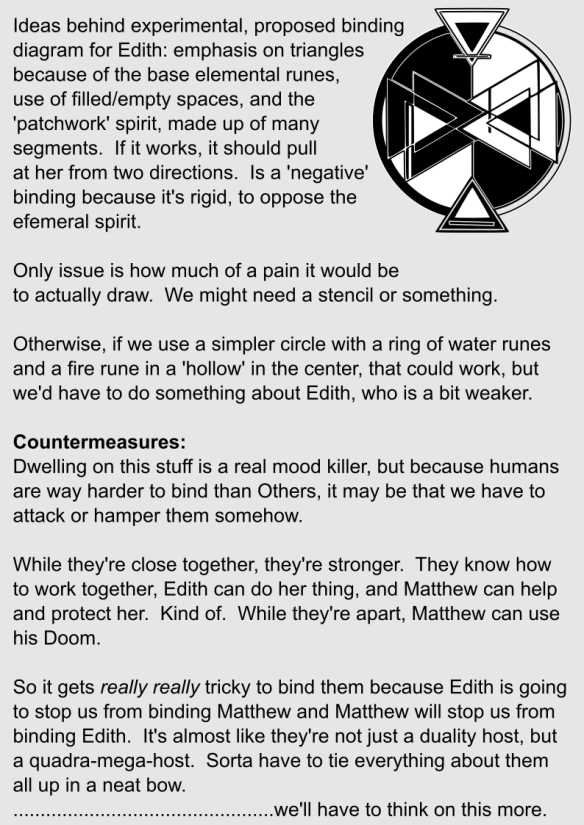 Ideas behind experimental, proposed binding
diagram for Edith: emphasis on triangles
because of the base elemental runes,
use of filled/empty spaces, and the
'patchwork' spirit, made up of many
segments.  If it works, it should pull
at her from two directions.  Is a 'negative'
binding because it's rigid, to oppose the
efemeral spirit.

Only issue is how much of a pain it would be
to actually draw.  We might need a stencil or something.

Otherwise, if we use a simpler circle with a ring of water runes
and a fire rune in a 'hollow' in the center, that could work, but
we'd have to do something about Edith, who is a bit weaker.

Countermeasures:
Dwelling on this stuff is a real mood killer, but because humans
are way harder to bind than Others, it may be that we have to
attack or hamper them somehow.

While they're close together, they're stronger.  They know how
to work together, Edith can do her thing, and Matthew can help
and protect her.  Kind of.  While they're apart, Matthew can use
his Doom.

So it gets really really tricky to bind them because Edith is going
to stop us from binding Matthew and Matthew will stop us from
binding Edith.  It's almost like they're not just a duality host, but
a quadra-mega-host.  Sorta have to tie everything about them
all up in a neat bow.
................................................we'll have to think on this more.